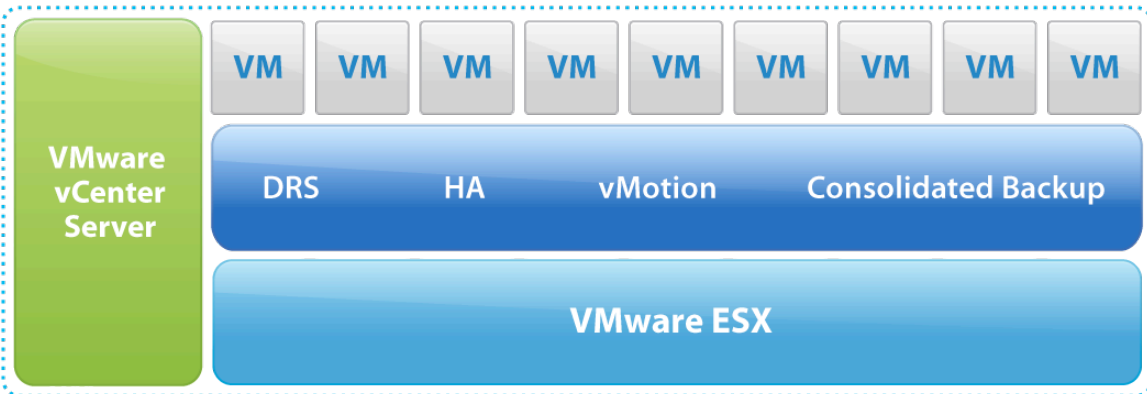 VMware
vCenter
Server
VM VM VM VM VM VM VM VM VM
DRS HA vMotion Consolidated Backup
VMware ESX